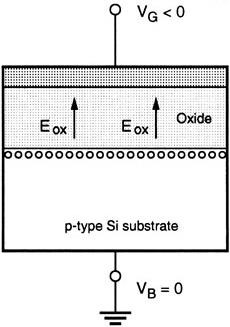 V_G < 0
Oxide
E_ox E_ox
p-type Si substrate
V_B = 0